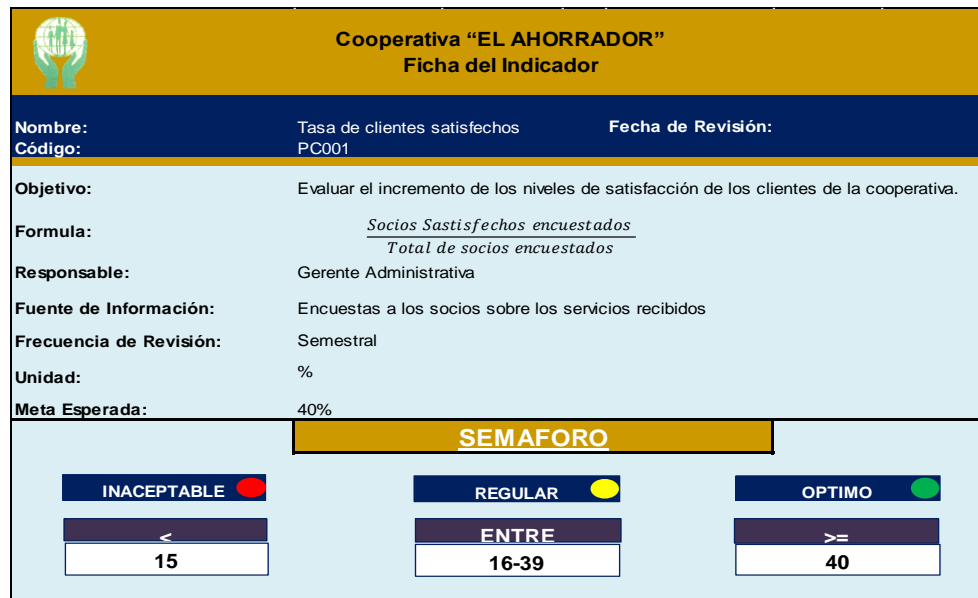 Cooperativa “EL AHORRADOR”
Ficha del Indicador
Nombre: Tasa de clientes satisfechos Fecha de Revisión:
Código: PC001
Objetivo: Evaluar el incremento de los niveles de satisfacción de los clientes de la cooperativa.
Formula: Socios Sastisfechos encuestados
Total de socios encuestados
Responsable: Gerente Administrativa
Fuente de Información: Encuestas a los socios sobre los servicios recibidos
Frecuencia de Revisión: Semestral
Unidad: %
Meta Esperada: 40%
SEMAFORO
INACEPTABLE REGULAR OPTIMO
< ENTRE >=
15 16-39 40